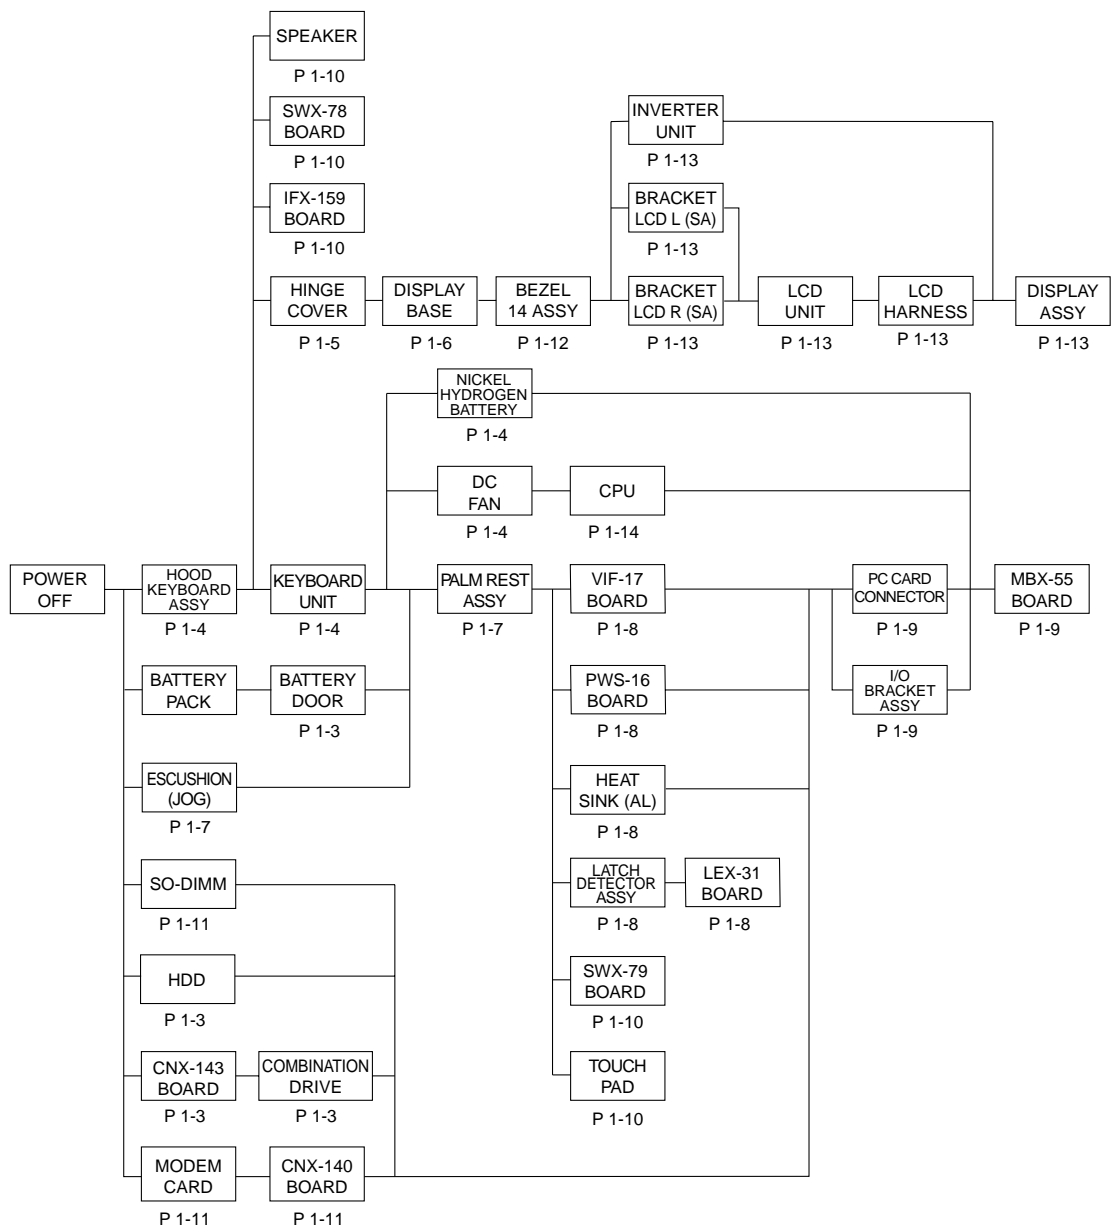 SPEAKER
P 1-10
SWX-78
BOARD
P 1-10
IFX-159
BOARD
P 1-10
INVERTER
UNIT
P 1-13
BRACKET
LCD L (SA)
P 1-13
HINGE
COVER
P 1-5
DISPLAY
BASE
P 1-6
BEZEL
14 ASSY
P 1-12
BRACKET
LCD R (SA)
P 1-13
LCD
UNIT
P 1-13
LCD
HARNESS
P 1-13
DISPLAY
ASSY
P 1-13
NICKEL
HYDROGEN
BATTERY
P 1-4
DC
FAN
P 1-4
CPU
P 1-14
POWER
OFF
HOOD
KEYBOARD
ASSY
P 1-4
KEYBOARD
UNIT
P 1-4
PALM REST
ASSY
P 1-7
VIF-17
BOARD
P 1-8
PC CARD
CONNECTOR
P 1-9
MBX-55
BOARD
P 1-9
BATTERY
PACK
BATTERY
DOOR
P 1-3
PWS-16
BOARD
P 1-8
I/O
BRACKET
ASSY
P 1-9
ESCUSHION
(JOG)
P 1-7
HEAT
SINK (AL)
P 1-8
SO-DIMM
P 1-11
LATCH
DETECTOR
ASSY
P 1-8
LEX-31
BOARD
P 1-8
HDD
P 1-3
SWX-79
BOARD
P 1-10
CNX-143
BOARD
P 1-3
COMBINATION
DRIVE
P 1-3
TOUCH
PAD
P 1-10
MODEM
CARD
P 1-11
CNX-140
BOARD
P 1-11